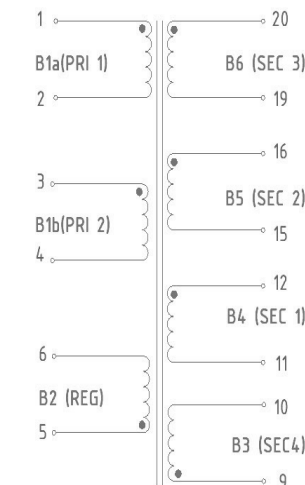 1
B1a(PRI 1)
2
3
B1b(PRI 2)
4
6
B2 (REG)
5
20
B6 (SEC 3)
19
16
B5 (SEC 2)
15
12
B4 (SEC 1)
11
10
B3 (SEC4)
9